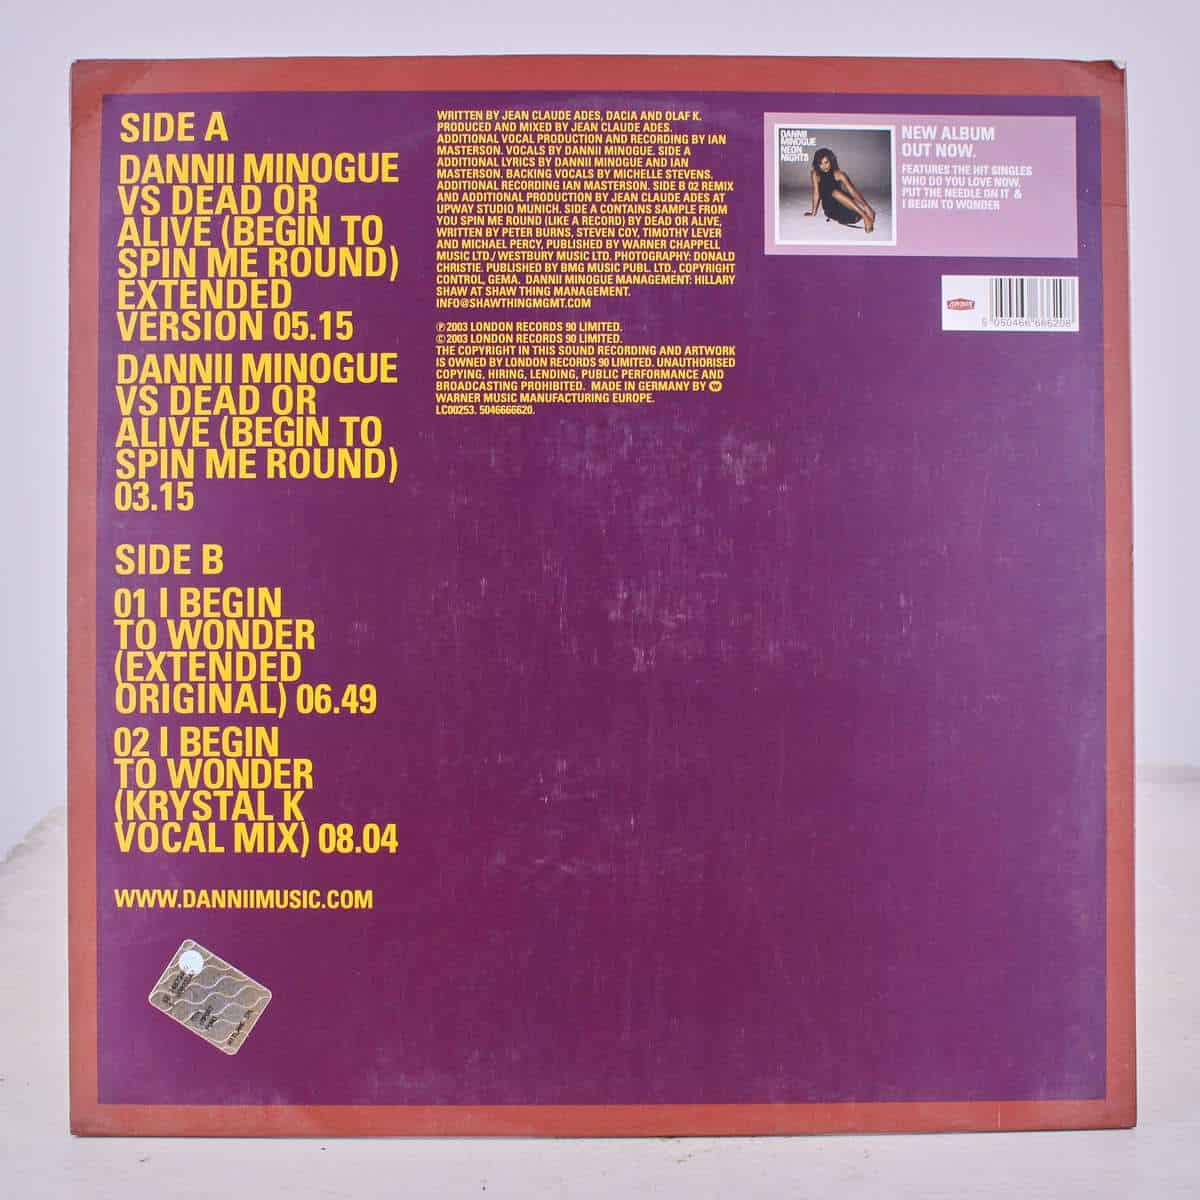 SIDE A
DANNII MINOGUE
VS DEAD OR
ALIVE (BEGIN TO
SPIN ME ROUND)
EXTENDED
VERSION 05.15
DANNII MINOGUE
VS DEAD OR
ALIVE (BEGIN TO
SPIN ME ROUND)
03.15
SIDE B
01 I BEGIN
TO WONDER
(EXTENDED
ORIGINAL) 06.49
02 I BEGIN
TO WONDER
(KRYSTAL K
VOCAL MIX) 08.04
WWW.DANNIIMUSIC.COM
WRITTEN BY JEAN CLAUDE ADES, DACIA AND OLAF K.
PRODUCED AND MIXED BY JEAN CLAUDE ADES.
ADDITIONAL VOCAL PRODUCTION AND RECORDING BY IAN
MASTERSON. VOCALS BY DANNII MINOGUE. SIDE A
ADDITIONAL LYRICS BY DANNII MINOGUE AND IAN
MASTERSON. BACKING VOCALS BY MICHELLE STEVENS.
ADDITIONAL RECORDING IAN MASTERSON. SIDE B 02 REMIX
AND ADDITIONAL PRODUCTION BY JEAN CLAUDE ADES AT
UPWAY STUDIO MUNICH. SIDE A CONTAINS SAMPLE FROM
YOU SPIN ME ROUND (LIKE A RECORD) BY DEAD OR ALIVE,
WRITTEN BY PETER BURNS, STEVEN COY, TIMOTHY LEVER
AND MICHAEL PERCY, PUBLISHED BY WARNER CHAPPELL
MUSIC LTD./ WESTBURY MUSIC LTD. PHOTOGRAPHY: DONALD
CHRISTIE. PUBLISHED BY BMG MUSIC PUBL. LTD., COPYRIGHT
CONTROL, GEMA. DANNII MINOGUE MANAGEMENT: HILLARY
SHAW AT SHAW THING MANAGEMENT.
INFO@SHAWTHINGMGMT.COM
℗ 2003 LONDON RECORDS 90 LIMITED.
© 2003 LONDON RECORDS 90 LIMITED.
THE COPYRIGHT IN THIS SOUND RECORDING AND ARTWORK
IS OWNED BY LONDON RECORDS 90 LIMITED. UNAUTHORISED
COPYING, HIRING, LENDING, PUBLIC PERFORMANCE AND
BROADCASTING PROHIBITED. MADE IN GERMANY BY
WARNER MUSIC MANUFACTURING EUROPE.
LC00253. 5046666620.
DANNII
MINOGUE
NEON
NIGHTS
NEW ALBUM
OUT NOW.
FEATURES THE HIT SINGLES
WHO DO YOU LOVE NOW,
PUT THE NEEDLE ON IT &
I BEGIN TO WONDER
LONDON
5 050466 666208